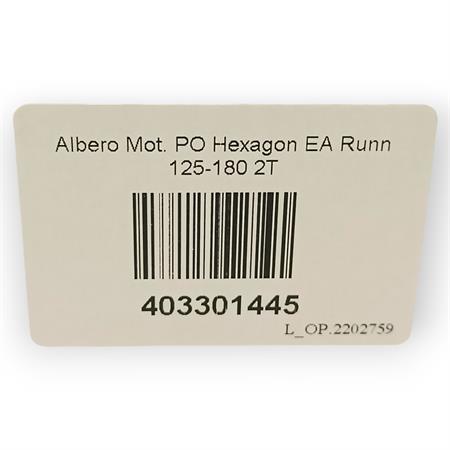 Albero Mot. PO Hexagon EA Runn
125-180 2T
403301445
L_OP.2202759